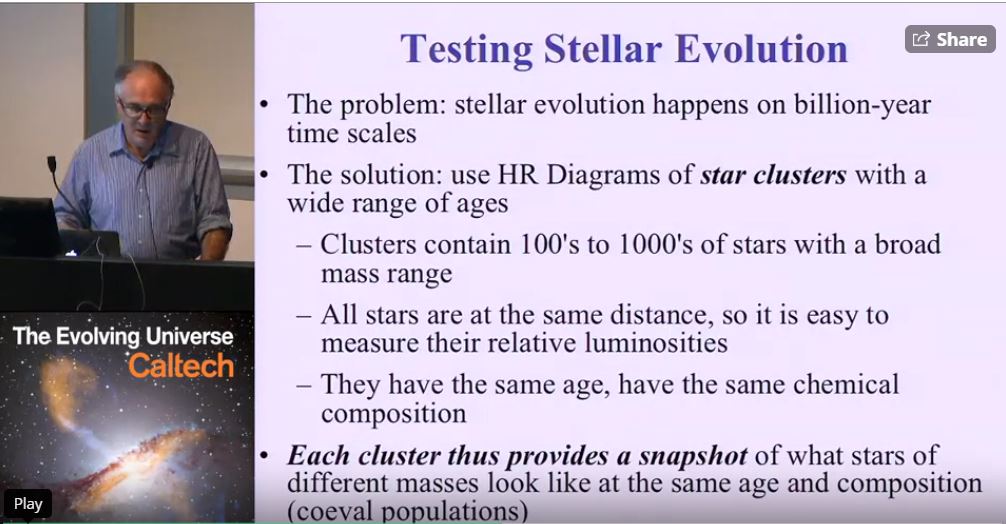 Share
Testing Stellar Evolution
• The problem: stellar evolution happens on billion-year
time scales
• The solution: use HR Diagrams of star clusters with a
wide range of ages
– Clusters contain 100's to 1000's of stars with a broad
mass range
– All stars are at the same distance, so it is easy to
measure their relative luminosities
– They have the same age, have the same chemical
composition
• Each cluster thus provides a snapshot of what stars of
different masses look like at the same age and composition
(coeval populations)
The Evolving Universe
Caltech
Play